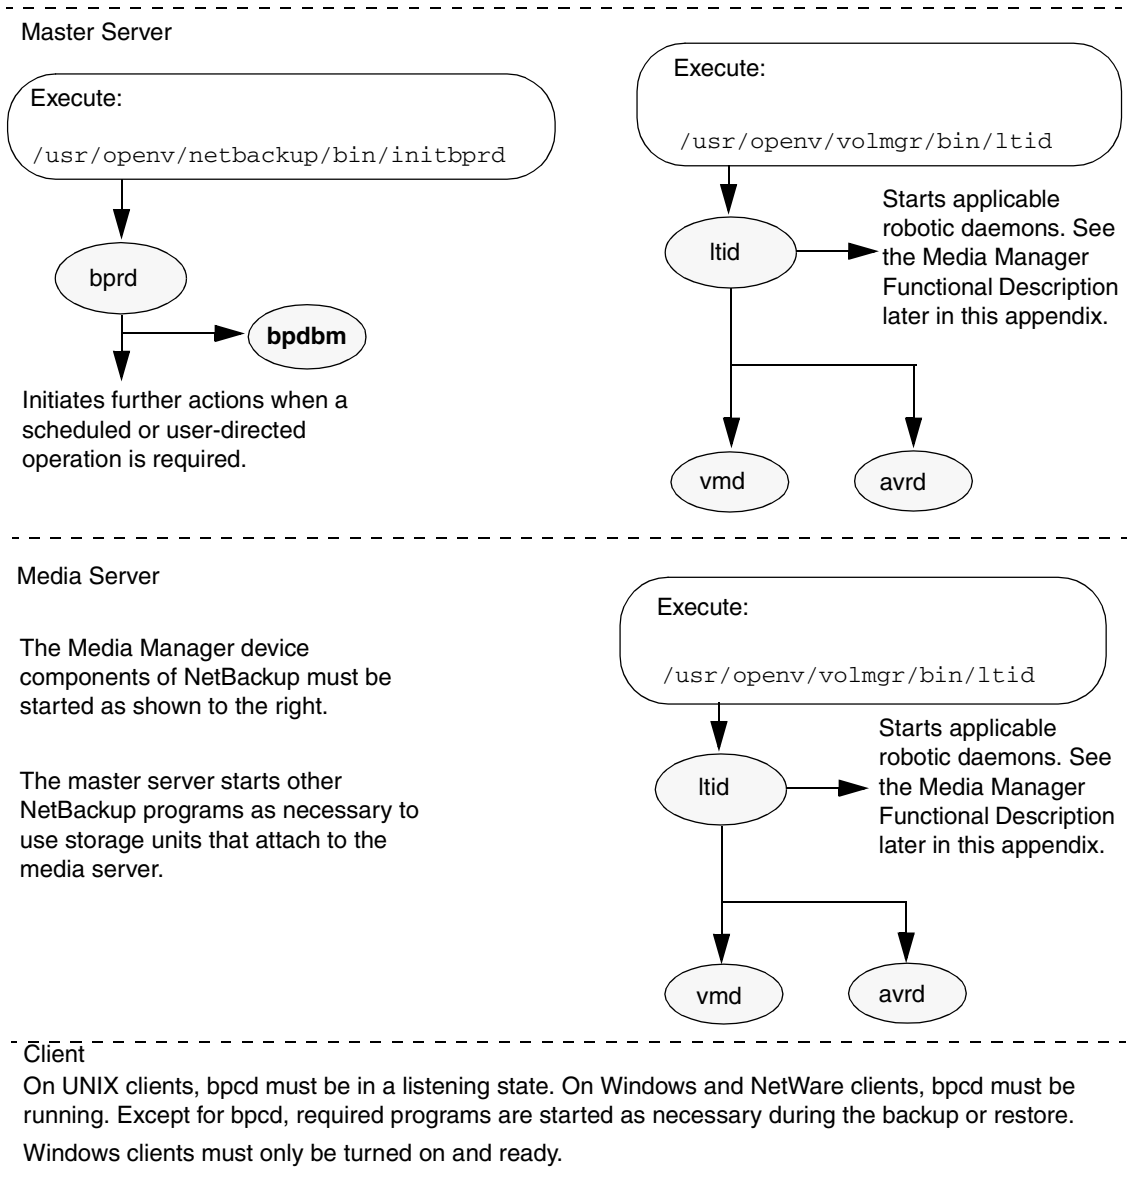 Master Server
Execute:
/usr/openv/netbackup/bin/initbprd
bprd
bpdbm
Initiates further actions when a
scheduled or user-directed
operation is required.
Execute:
/usr/openv/volmgr/bin/ltid
ltid
Starts applicable
robotic daemons. See
the Media Manager
Functional Description
later in this appendix.
vmd
avrd
Media Server
The Media Manager device
components of NetBackup must be
started as shown to the right.
The master server starts other
NetBackup programs as necessary to
use storage units that attach to the
media server.
Execute:
/usr/openv/volmgr/bin/ltid
ltid
Starts applicable
robotic daemons. See
the Media Manager
Functional Description
later in this appendix.
vmd
avrd
Client
On UNIX clients, bpcd must be in a listening state. On Windows and NetWare clients, bpcd must be
running. Except for bpcd, required programs are started as necessary during the backup or restore.
Windows clients must only be turned on and ready.